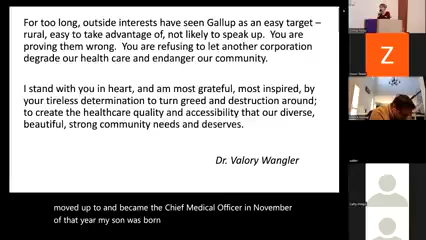 For too long, outside interests have seen Gallup as an easy target –
rural, easy to take advantage of, not likely to speak up.  You are
proving them wrong.  You are refusing to let another corporation
degrade our health care and endanger our community.
I stand with you in heart, and am most grateful, most inspired, by
your tireless determination to turn greed and destruction around;
to create the healthcare quality and accessibility that our diverse,
beautiful, strong community needs and deserves.
Dr. Valory Wangler
moved up to and became the Chief Medical Officer in November
of that year my son was born
Z